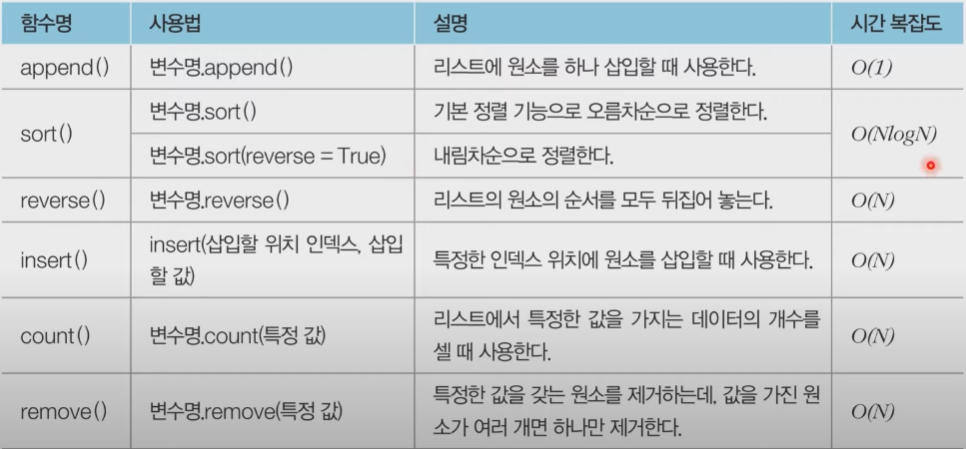 함수명 사용법 설명 시간 복잡도
append() 변수명.append() 리스트에 원소를 하나 삽입할 때 사용한다. O(1)
sort() 변수명.sort() 기본 정렬 기능으로 오름차순으로 정렬한다. O(NlogN)
변수명.sort(reverse = True) 내림차순으로 정렬한다.
reverse() 변수명.reverse() 리스트의 원소의 순서를 모두 뒤집어 놓는다. O(N)
insert() insert(삽입할 위치 인덱스, 삽입
할 값) 특정한 인덱스 위치에 원소를 삽입할 때 사용한다. O(N)
count() 변수명.count(특정 값) 리스트에서 특정한 값을 가지는 데이터의 개수를
셀 때 사용한다. O(N)
remove() 변수명.remove(특정 값) 특정한 값을 갖는 원소를 제거하는데, 값을 가진 원
소가 여러 개면 하나만 제거한다. O(N)